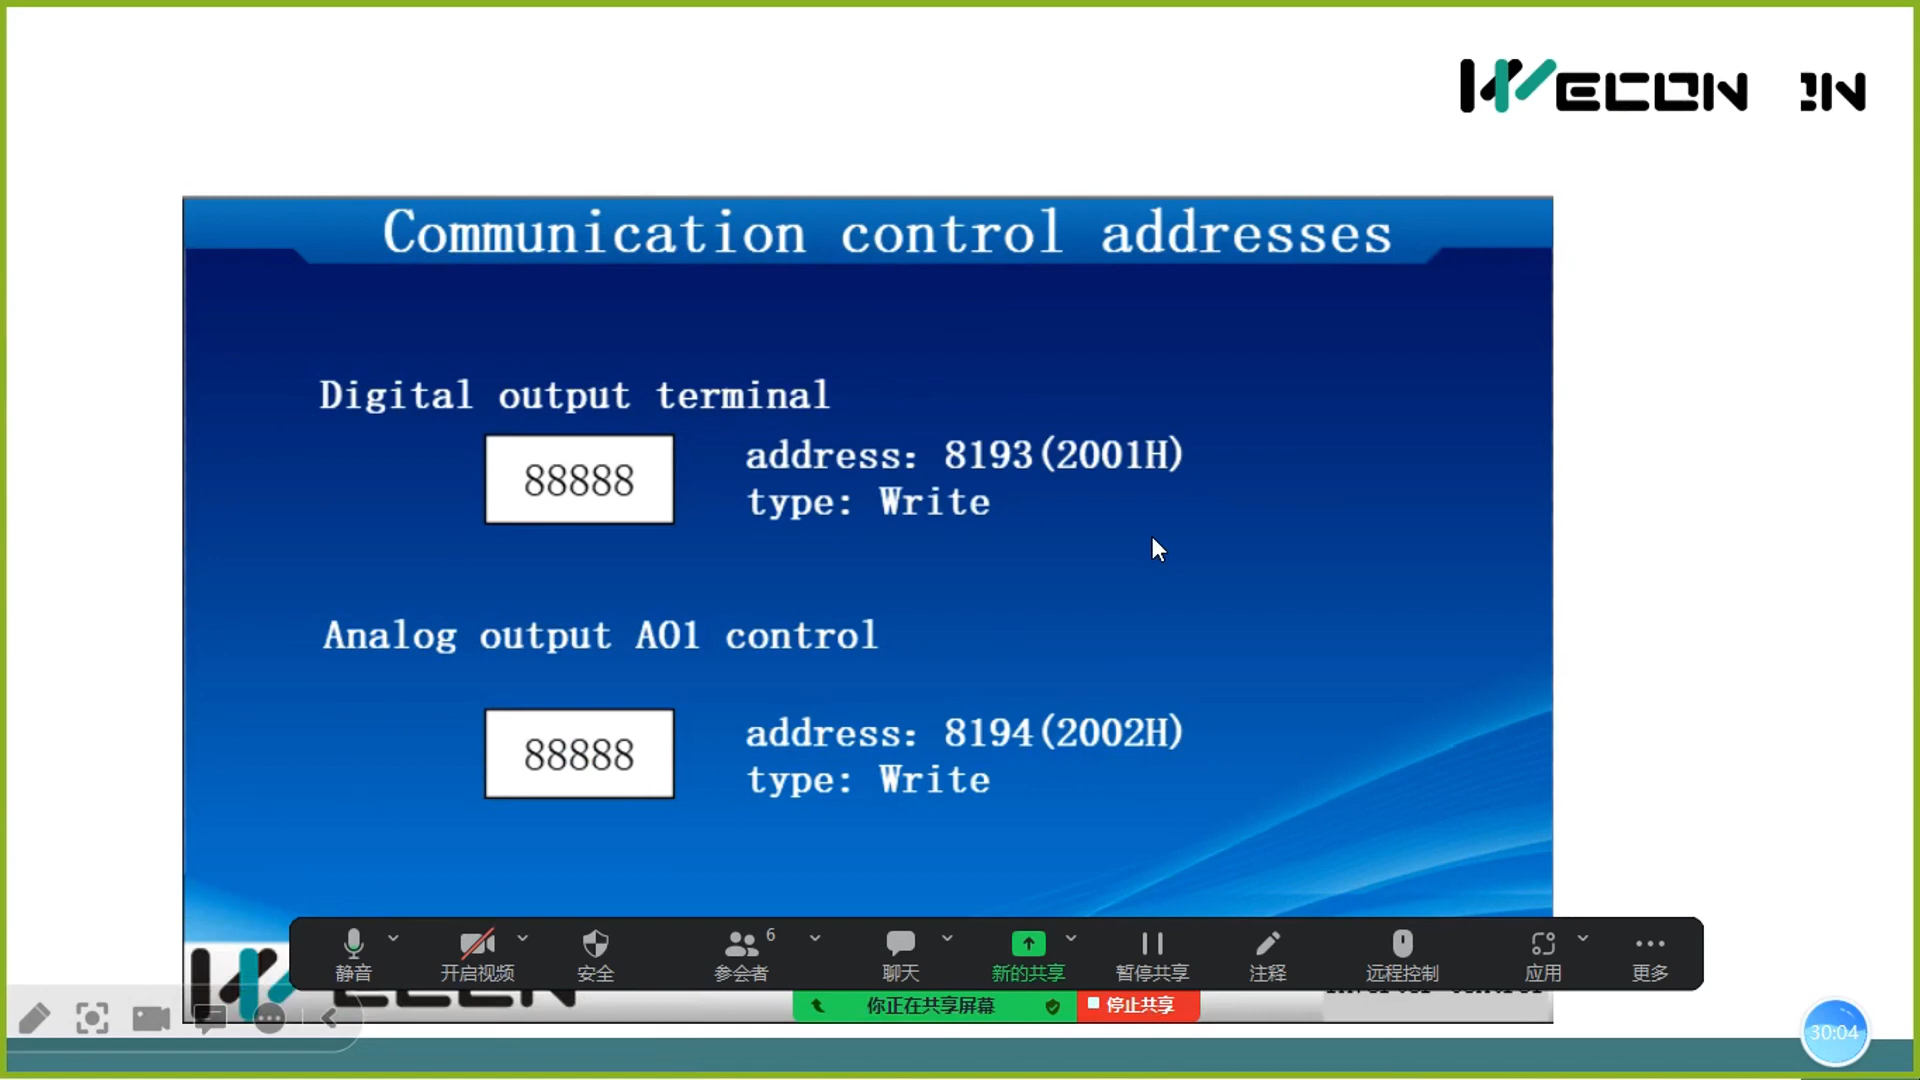 WECON
ON
Communication control addresses
Digital output terminal
88888
address: 8193(2001H)
type: Write
Analog output AO1 control
88888
address: 8194(2002H)
type: Write
静音
开启视频
安全
6
参会者
聊天
新的共享
暂停共享
注释
远程控制
应用
更多
你正在共享屏幕
停止共享
30:04